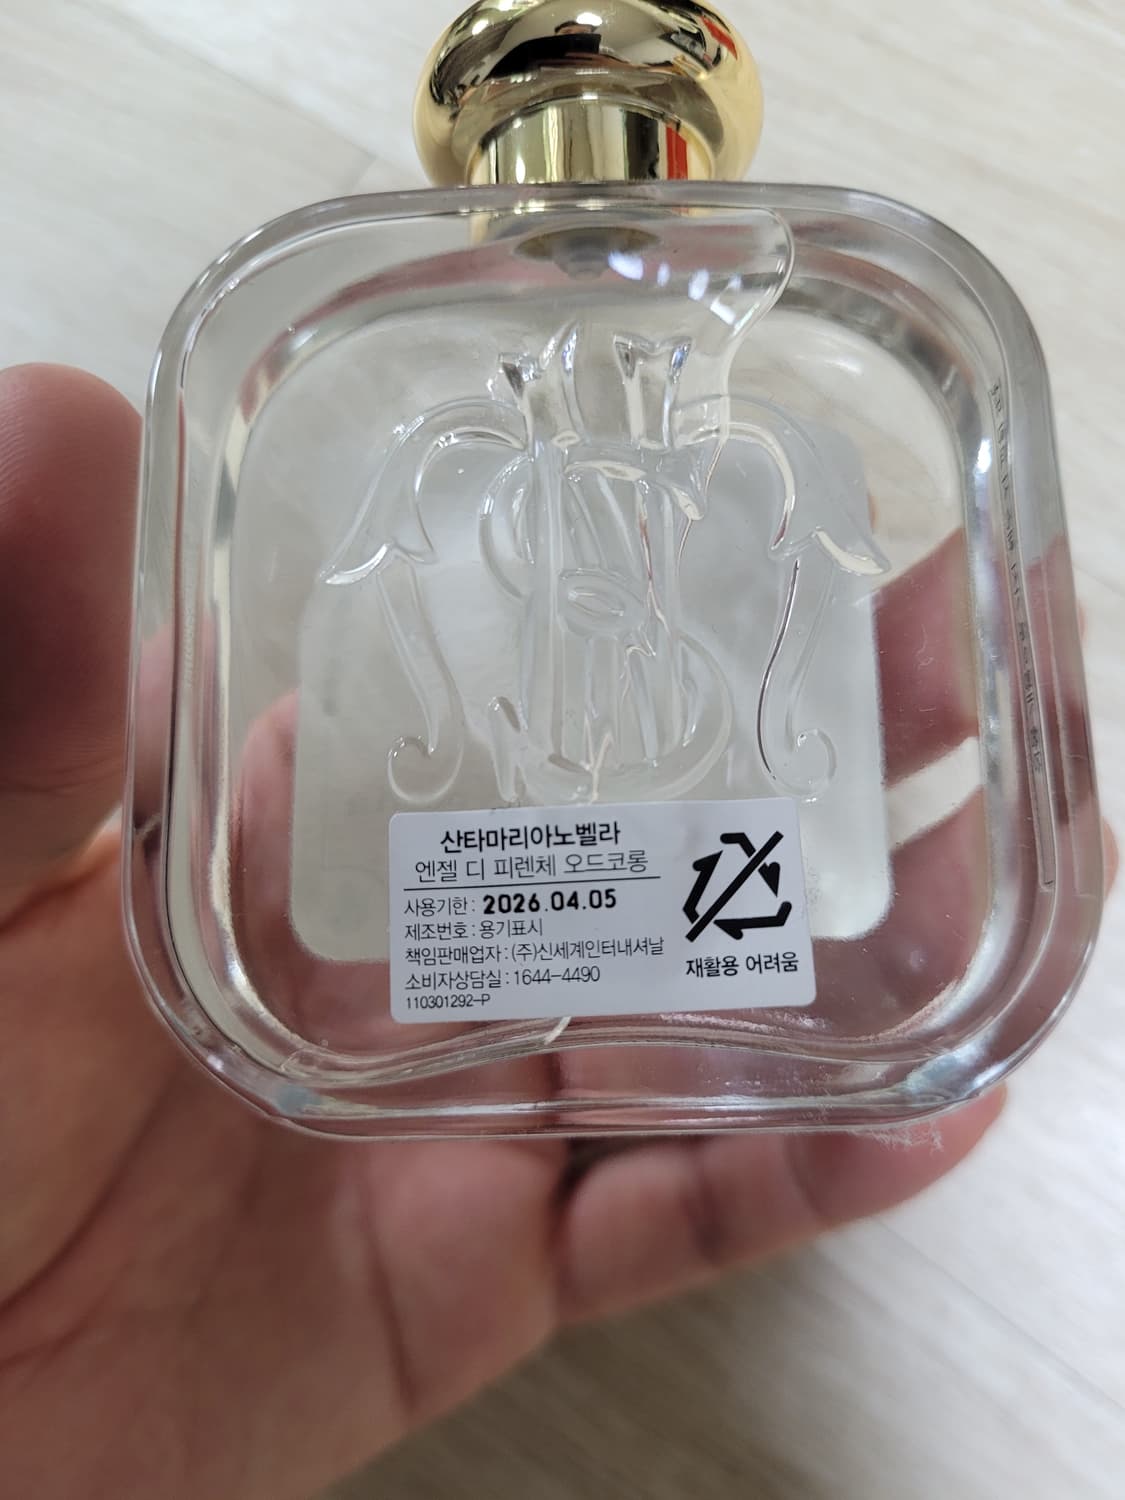 산타마리아노벨라
엔젤 디 피렌체 오드코롱
사용기한 : 2026.04.05
제조번호 : 용기표시
책임판매업자 : (주)신세계인터내셔날
소비자상담실 : 1644-4490
110301292-P
재활용 어려움